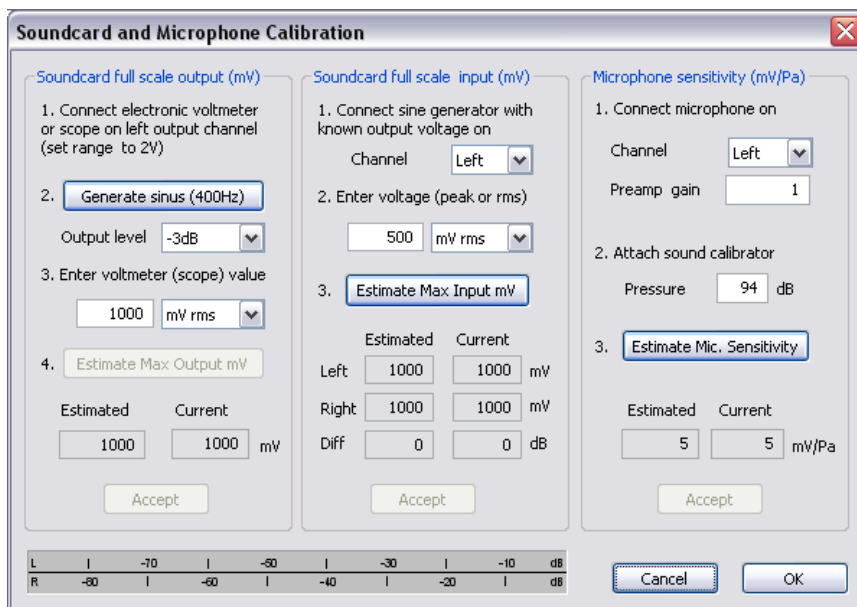 Soundcard and Microphone Calibration
Soundcard full scale output (mV)
1. Connect electronic voltmeter
or scope on left output channel
(set range to 2V)
2. Generate sinus (400Hz)
Output level -3dB
3. Enter voltmeter (scope) value
1000 mV rms
4. Estimate Max Output mV
Estimated Current
1000 1000 mV
Accept
Soundcard full scale input (mV)
1. Connect sine generator with
known output voltage on
Channel Left
2. Enter voltage (peak or rms)
500 mV rms
3. Estimate Max Input mV
Estimated Current
Left 1000 1000 mV
Right 1000 1000 mV
Diff 0 0 dB
Accept
Microphone sensitivity (mV/Pa)
1. Connect microphone on
Channel Left
Preamp gain 1
2. Attach sound calibrator
Pressure 94 dB
3. Estimate Mic. Sensitivity
Estimated Current
5 5 mV/Pa
Accept
L -70 -50 -30 -10 dB
R -80 -60 -40 -20 dB
Cancel OK